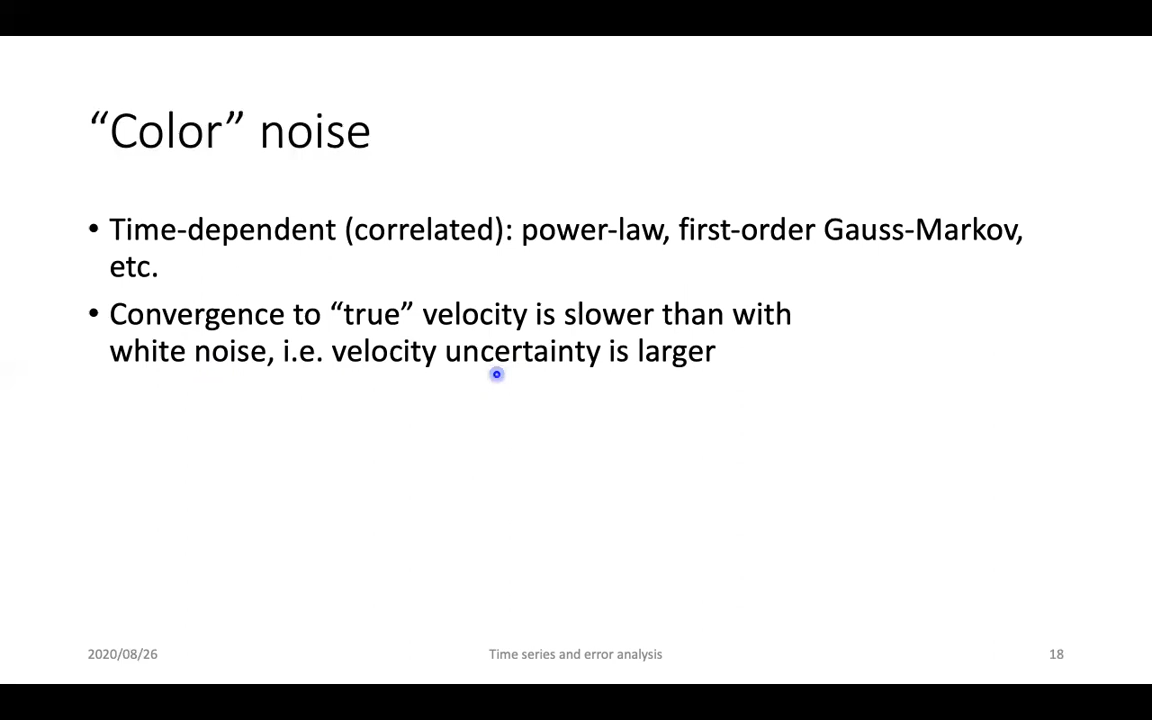 “Color” noise
• Time-dependent (correlated): power-law, first-order Gauss-Markov,
etc.
• Convergence to “true” velocity is slower than with
white noise, i.e. velocity uncertainty is larger
2020/08/26
Time series and error analysis
18